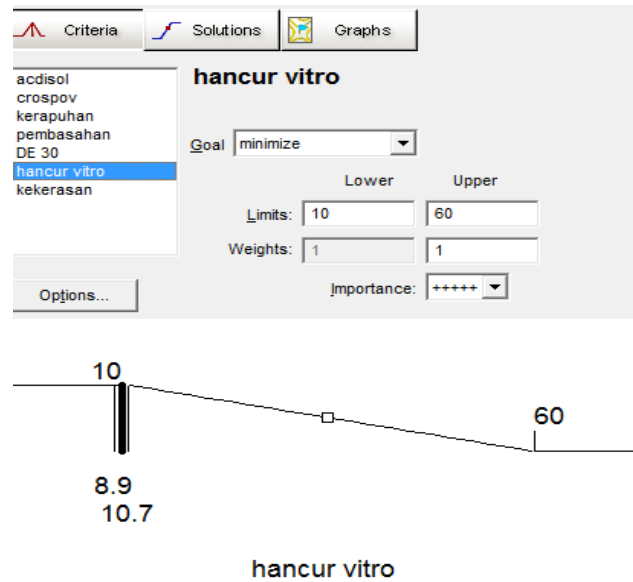 Criteria Solutions Graphs
acdisol
crospov
kerapuhan
pembasahan
DE 30
hancur vitro
kekerasan
Options...
hancur vitro
Goal minimize
Lower Upper
Limits: 10 60
Weights: 1 1
Importance: +++++
10
60
8.9
10.7
hancur vitro